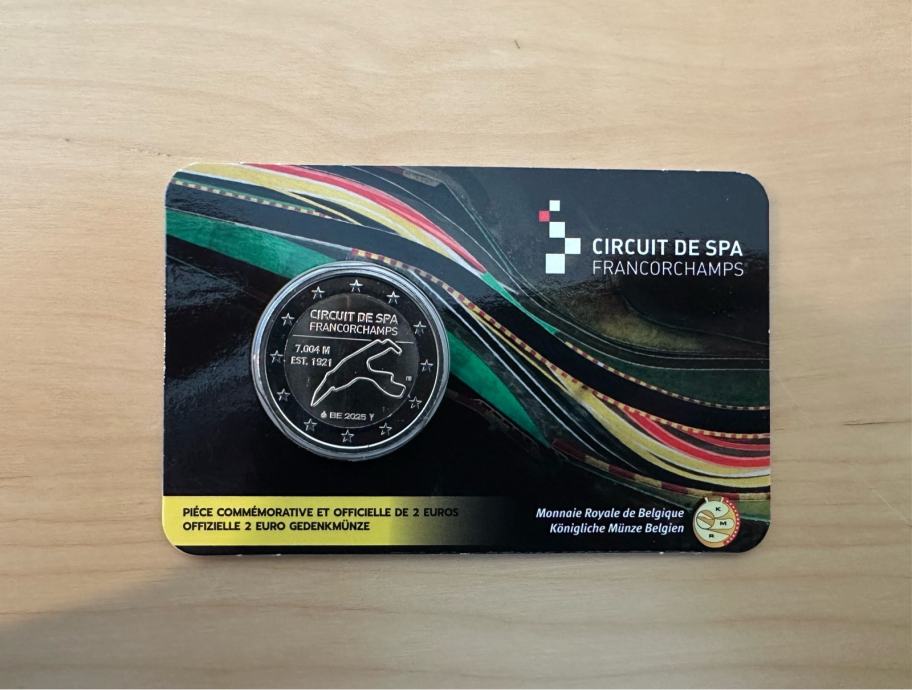 CIRCUIT DE SPA
FRANCORCHAMPS
CIRCUIT DE SPA
FRANCORCHAMPS
7.004 M
EST. 1921
BE 2025
PIÉCE COMMÉMORATIVE ET OFFICIELLE DE 2 EUROS
OFFIZIELLE 2 EURO GEDENKMÜNZE
Monnaie Royale de Belgique
Königliche Münze Belgien
K
M
R